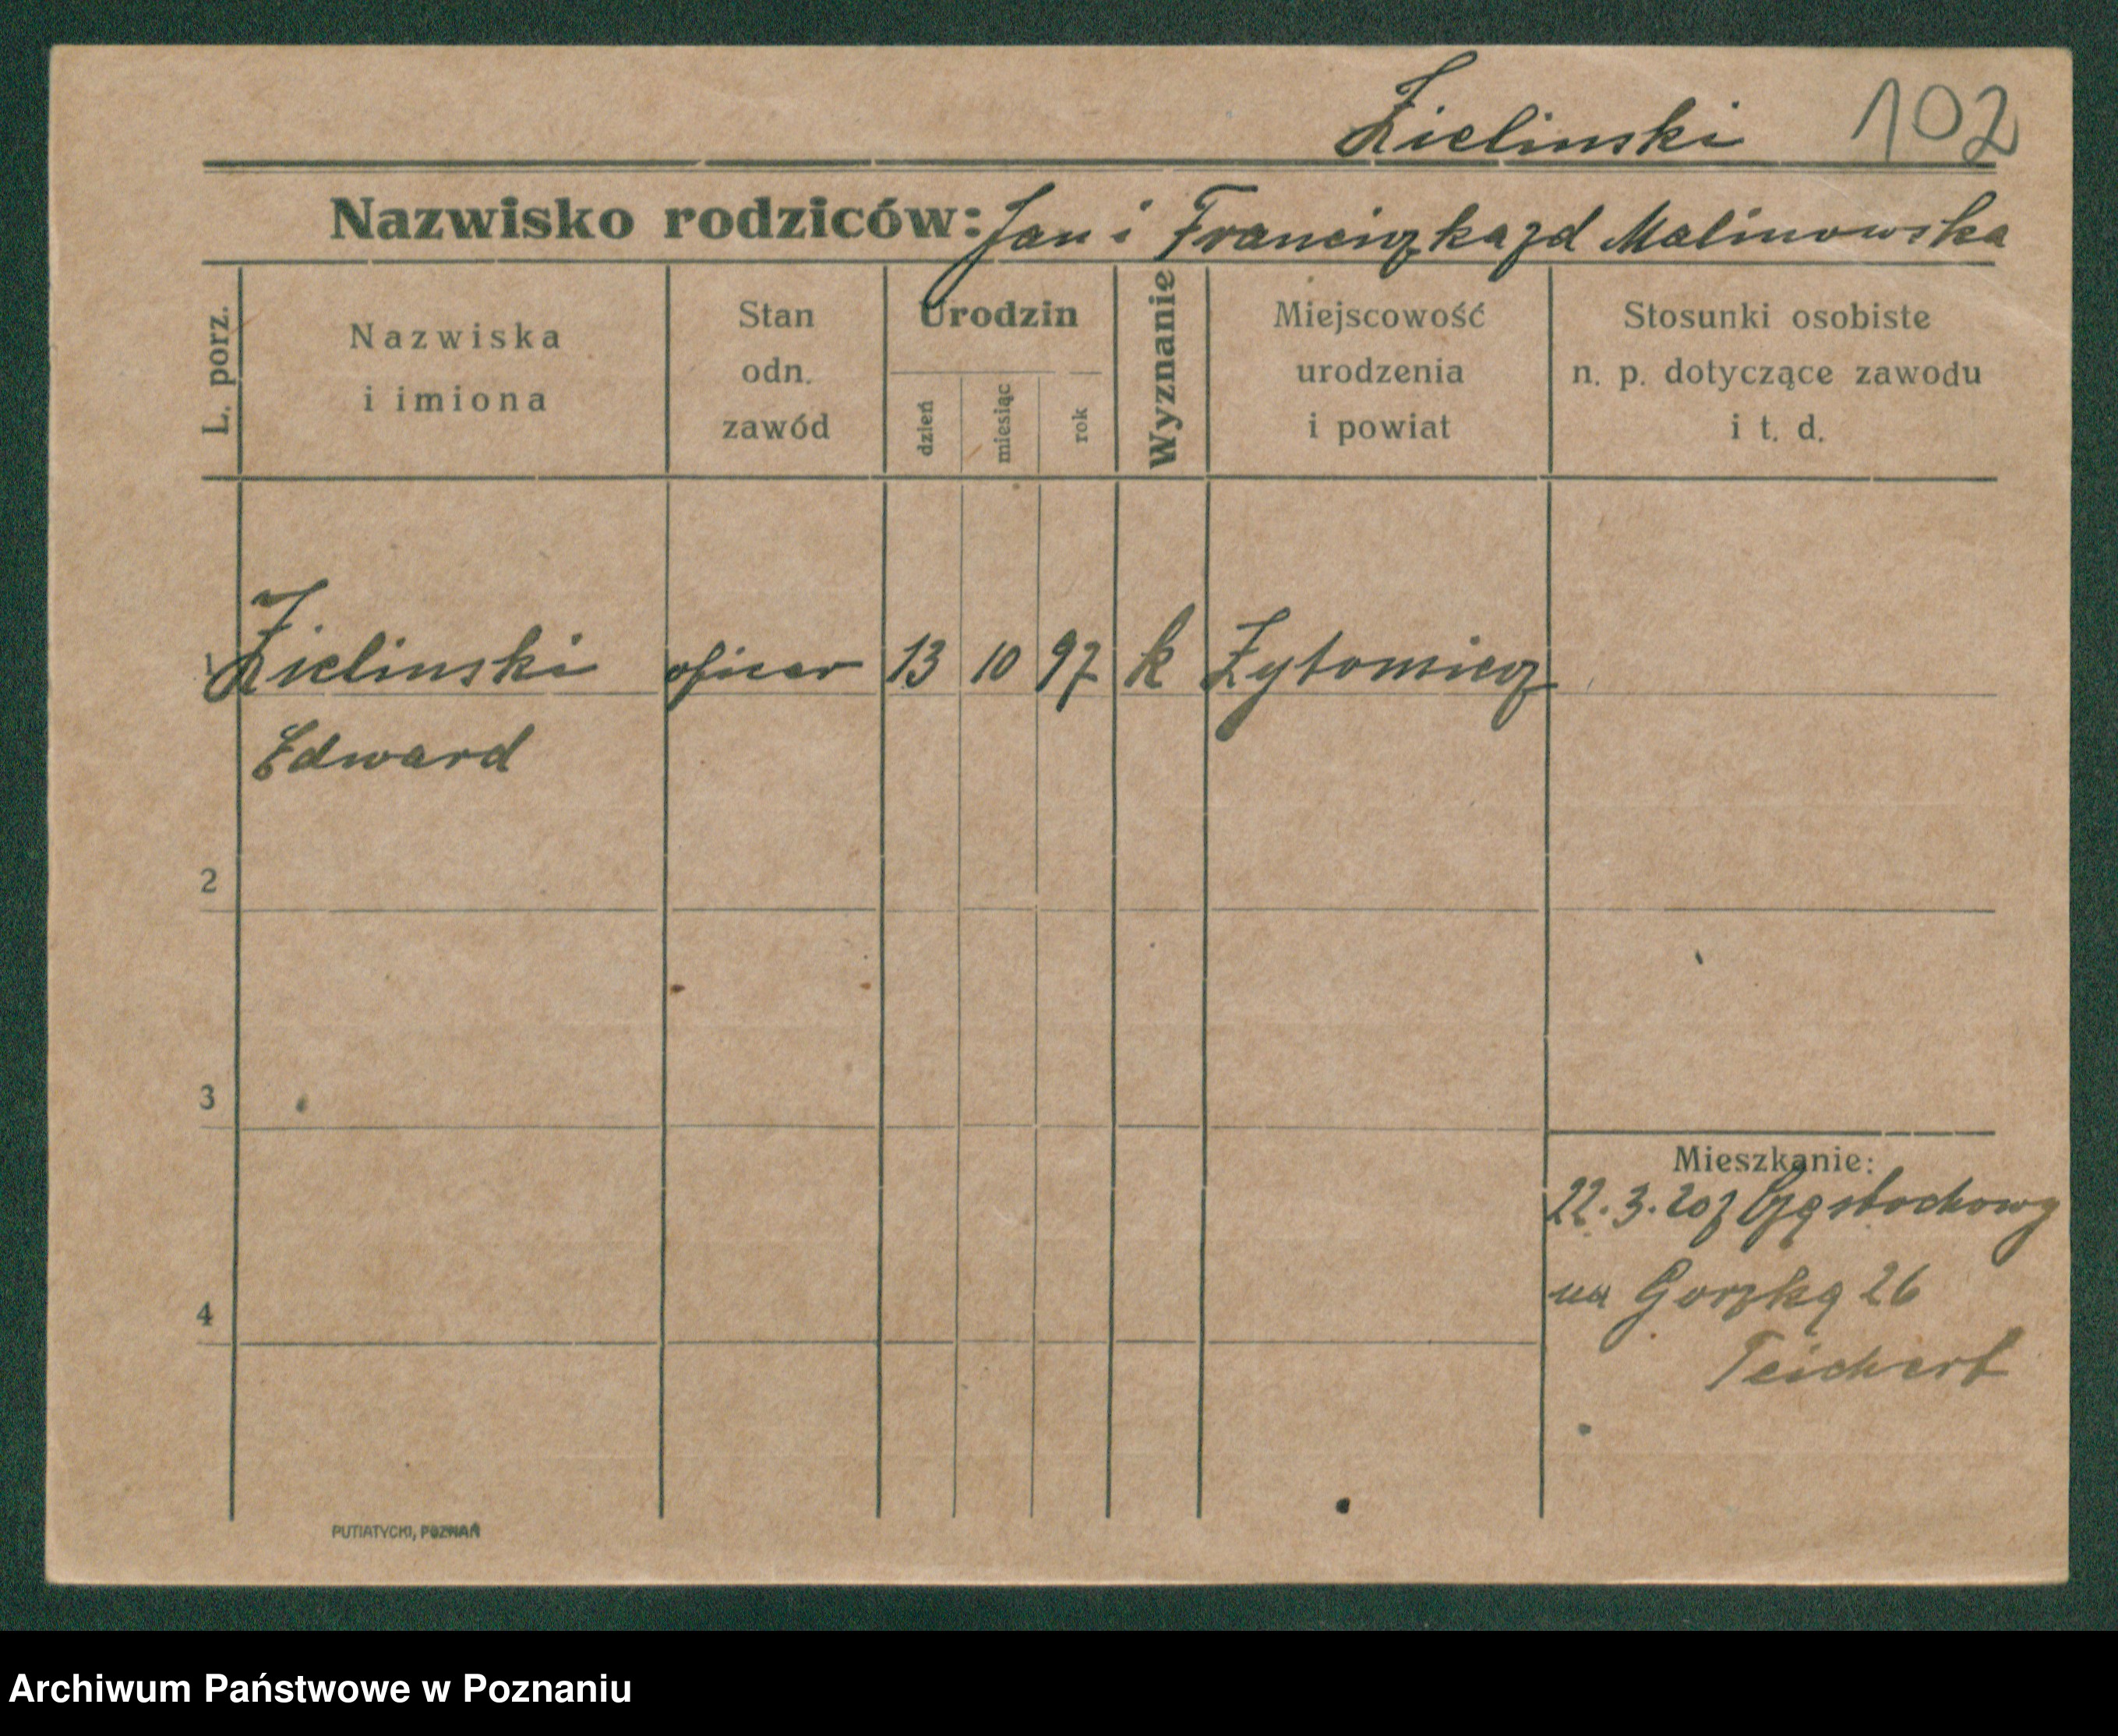 Zielinski 102
Nazwisko rodziców: Jan i Franciszka zd Malinowska
L. porz.
Nazwiska
i imiona
Stan
odn.
zawód
Urodzin
dzień
miesiąc
rok
Wyznanie
Miejscowość
urodzenia
i powiat
Stosunki osobiste
n. p. dotyczące zawodu
i t. d.
1 Zielinski oficer 13 10 97 k
Edward
2
3
4
Mieszkanie:
22.3.20 z Częstochowy
na 26
Teichert
PUTIATYCKI, POZNAŃ
Archiwum Państwowe w Poznaniu